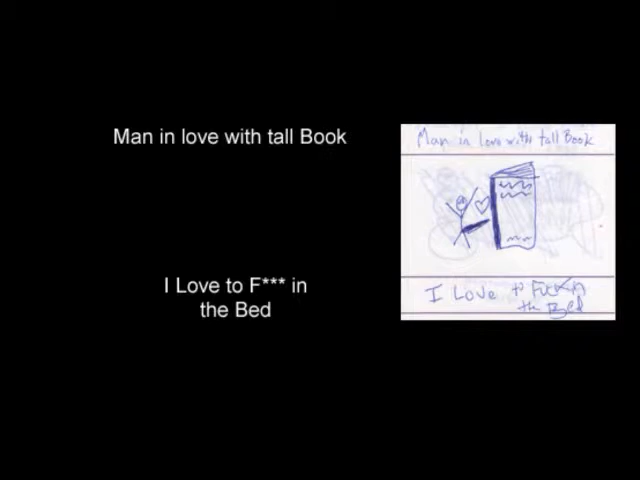 Man in love with tall Book
I Love to F*** in
the Bed
Man in love with tall Book
I Love to Fuck in
the Bed